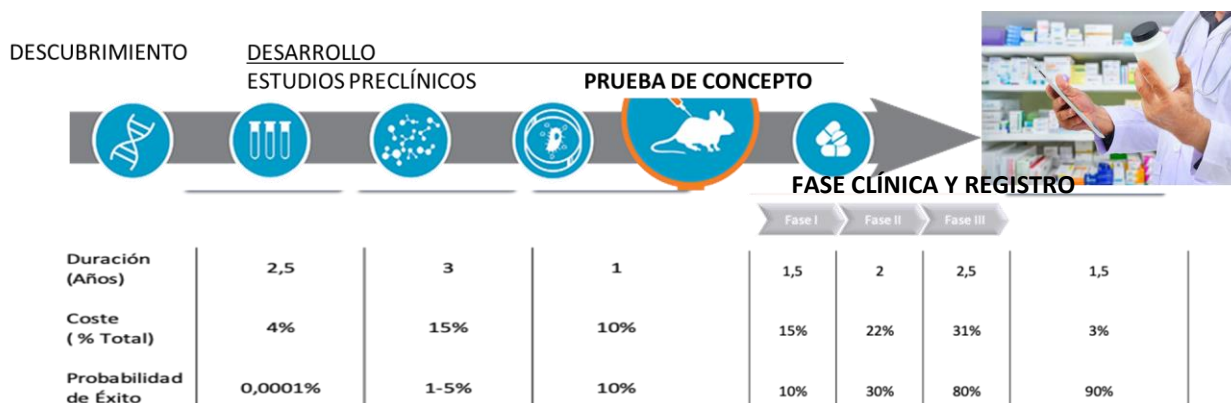 DESCUBRIMIENTO
DESARROLLO
ESTUDIOS PRECLÍNICOS
PRUEBA DE CONCEPTO
FASE CLÍNICA Y REGISTRO
Fase I Fase II Fase III
Duración
(Años)
2,5 3 1 1,5 2 2,5 1,5
Coste
( % Total)
4% 15% 10% 15% 22% 31% 3%
Probabilidad
de Éxito
0,0001% 1-5% 10% 10% 30% 80% 90%